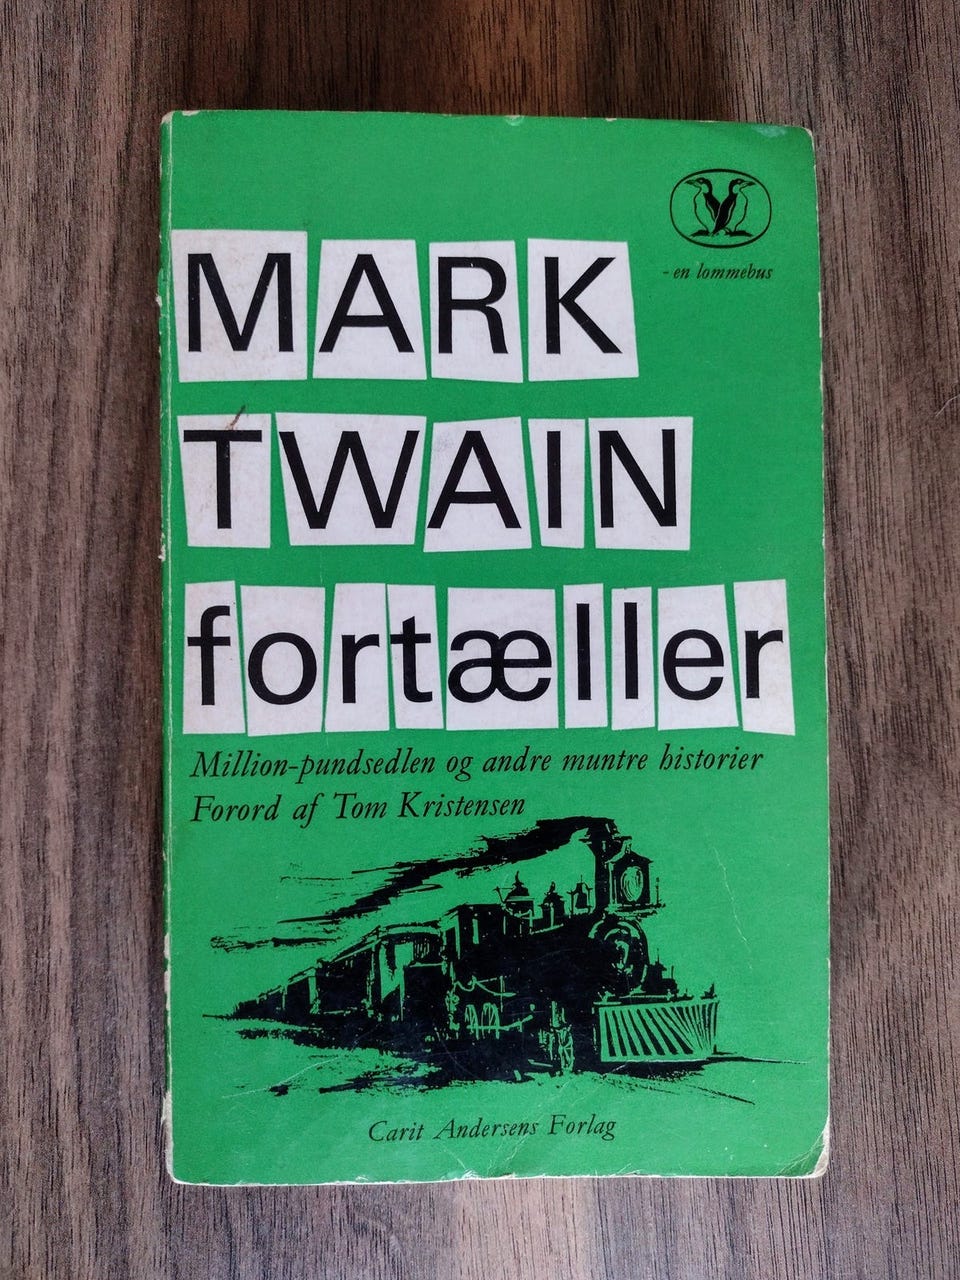 - en lommebus
MARK
TWAIN
fortæller
Million-pundsedlen og andre muntre historier
Forord af Tom Kristensen
Carit Andersens Forlag